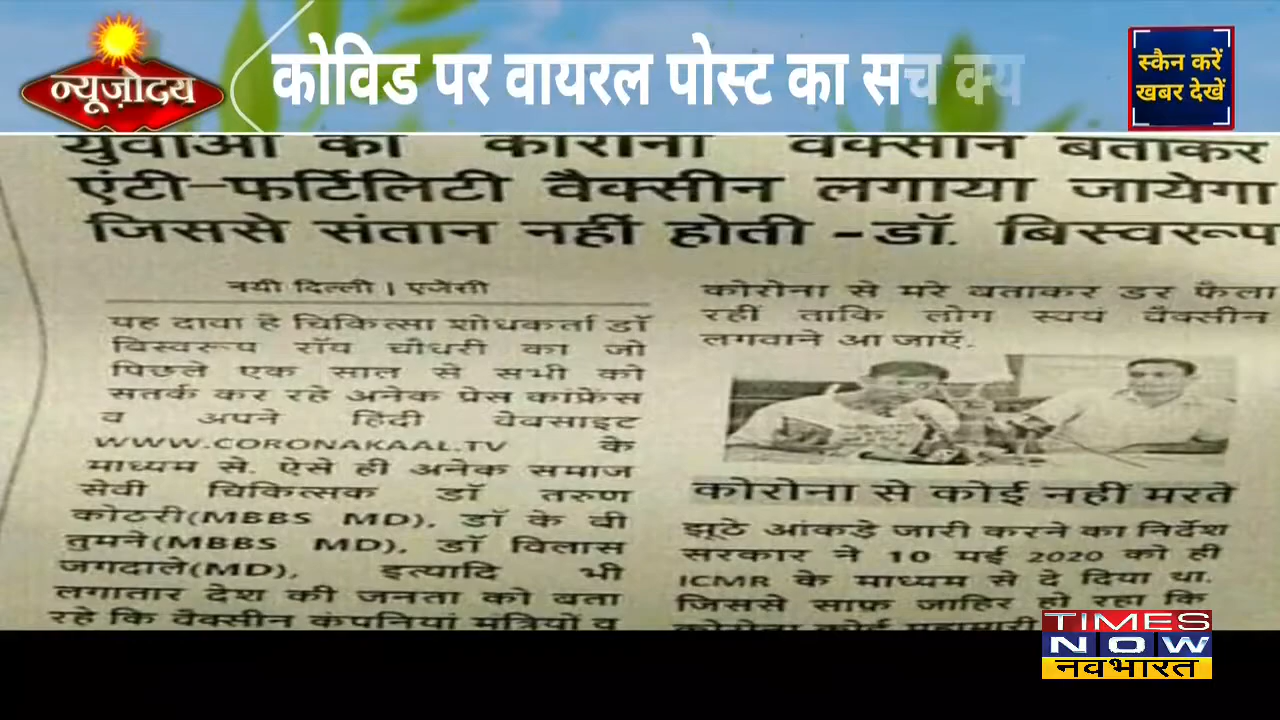 न्यूज़ोदय
कोविड पर वायरल पोस्ट का सच क्य
स्कैन करें
खबर देखें
युवाओं को कोरोना वैक्सीन बताकर
एंटी-फर्टिलिटी वैक्सीन लगाया जायेगा
जिससे संतान नहीं होती -डॉ. बिस्वरूप
नयी दिल्ली | एजेंसी
यह दावा है चिकित्सा शोधकर्ता डॉ
बिस्वरूप रॉय चौधरी का जो
पिछले एक साल से सभी को
सतर्क कर रहे अनेक प्रेस कांफ्रेंस
व अपने हिंदी वेवसाइट
WWW.CORONAKAAL.TV के
माध्यम से. ऐसे ही अनेक समाज
सेवी चिकित्सक डॉ तरुण
कोठरी(MBBS MD), डॉ के बी
तुमने(MBBS MD), डॉ विलास
जगदाले(MD), इत्यादि भी
लगातार देश की जनता को बता
रहे कि वैक्सीन कंपनियां मंत्रियों व
कोरोना से मरे बताकर डर फैला
रहीं ताकि लोग स्वयं वैक्सीन
लगवाने आ जाएँ.
कोरोना से कोई नहीं मरते
झूठे आंकड़े जारी करने का निर्देश
सरकार ने 10 मई 2020 को ही
ICMR के माध्यम से दे दिया था.
जिससे साफ़ जाहिर हो रहा कि
कोरोना कोई महामारी
TIMES
NOW
नवभारत